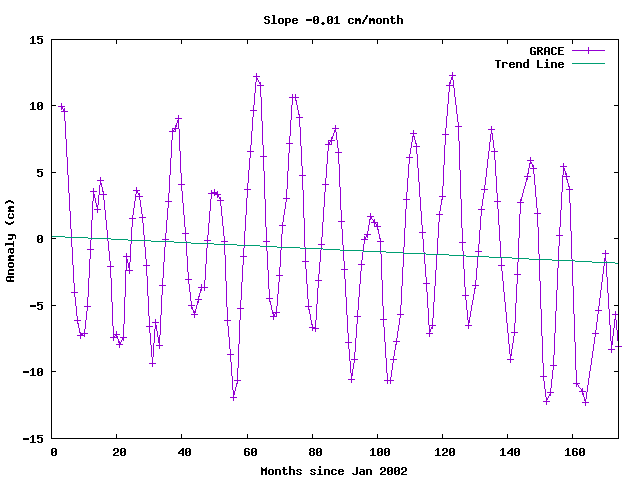 Slope -0.01 cm/month
15
GRACE
Trend Line
10
5
0
-5
-10
-15
Anomaly (cm)
0 20 40 60 80 100 120 140 160
Months since Jan 2002